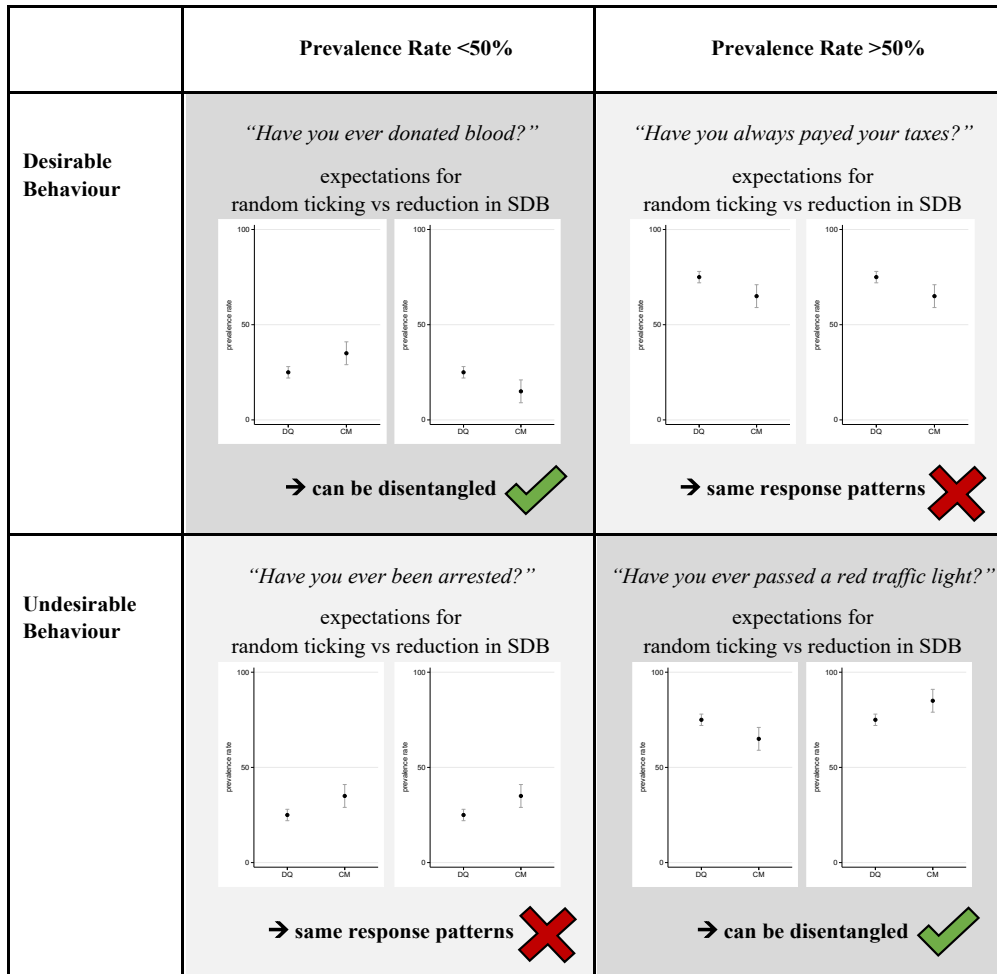 Prevalence Rate <50%
Prevalence Rate >50%
Desirable
Behaviour
“Have you ever donated blood?”
expectations for
random ticking vs reduction in SDB
100
50
0
prevalence rate
DQ
CM
100
50
0
prevalence rate
DQ
CM
➔ can be disentangled
“Have you always payed your taxes?”
expectations for
random ticking vs reduction in SDB
100
50
0
prevalence rate
DQ
CM
100
50
0
prevalence rate
DQ
CM
➔ same response patterns
Undesirable
Behaviour
“Have you ever been arrested?”
expectations for
random ticking vs reduction in SDB
100
50
0
prevalence rate
DQ
CM
100
50
0
prevalence rate
DQ
CM
➔ same response patterns
“Have you ever passed a red traffic light?”
expectations for
random ticking vs reduction in SDB
100
50
0
prevalence rate
DQ
CM
100
50
0
prevalence rate
DQ
CM
➔ can be disentangled